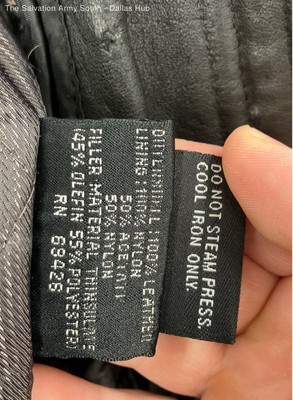 The Salvation Army South - Dallas Hub
OUTERSHELL:100% LEATHER
LINING:100% NYLON
50% ACETATE
50% NYLON
FILLER MATERIAL THINSULATE
(45% OLEFIN 55% POLYESTER)
RN 69426
DO NOT STEAM PRESS.
COOL IRON ONLY.